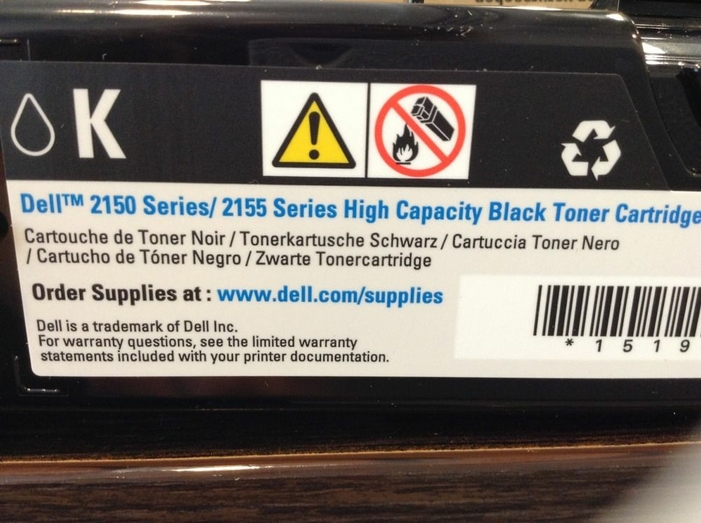 K
Dell™ 2150 Series/ 2155 Series High Capacity Black Toner Cartridge
Cartouche de Toner Noir / Tonerkartusche Schwarz / Cartuccia Toner Nero
/ Cartucho de Tóner Negro / Zwarte Tonercartridge
Order Supplies at : www.dell.com/supplies
Dell is a trademark of Dell Inc.
For warranty questions, see the limited warranty
statements included with your printer documentation.
* 1 5 1 9